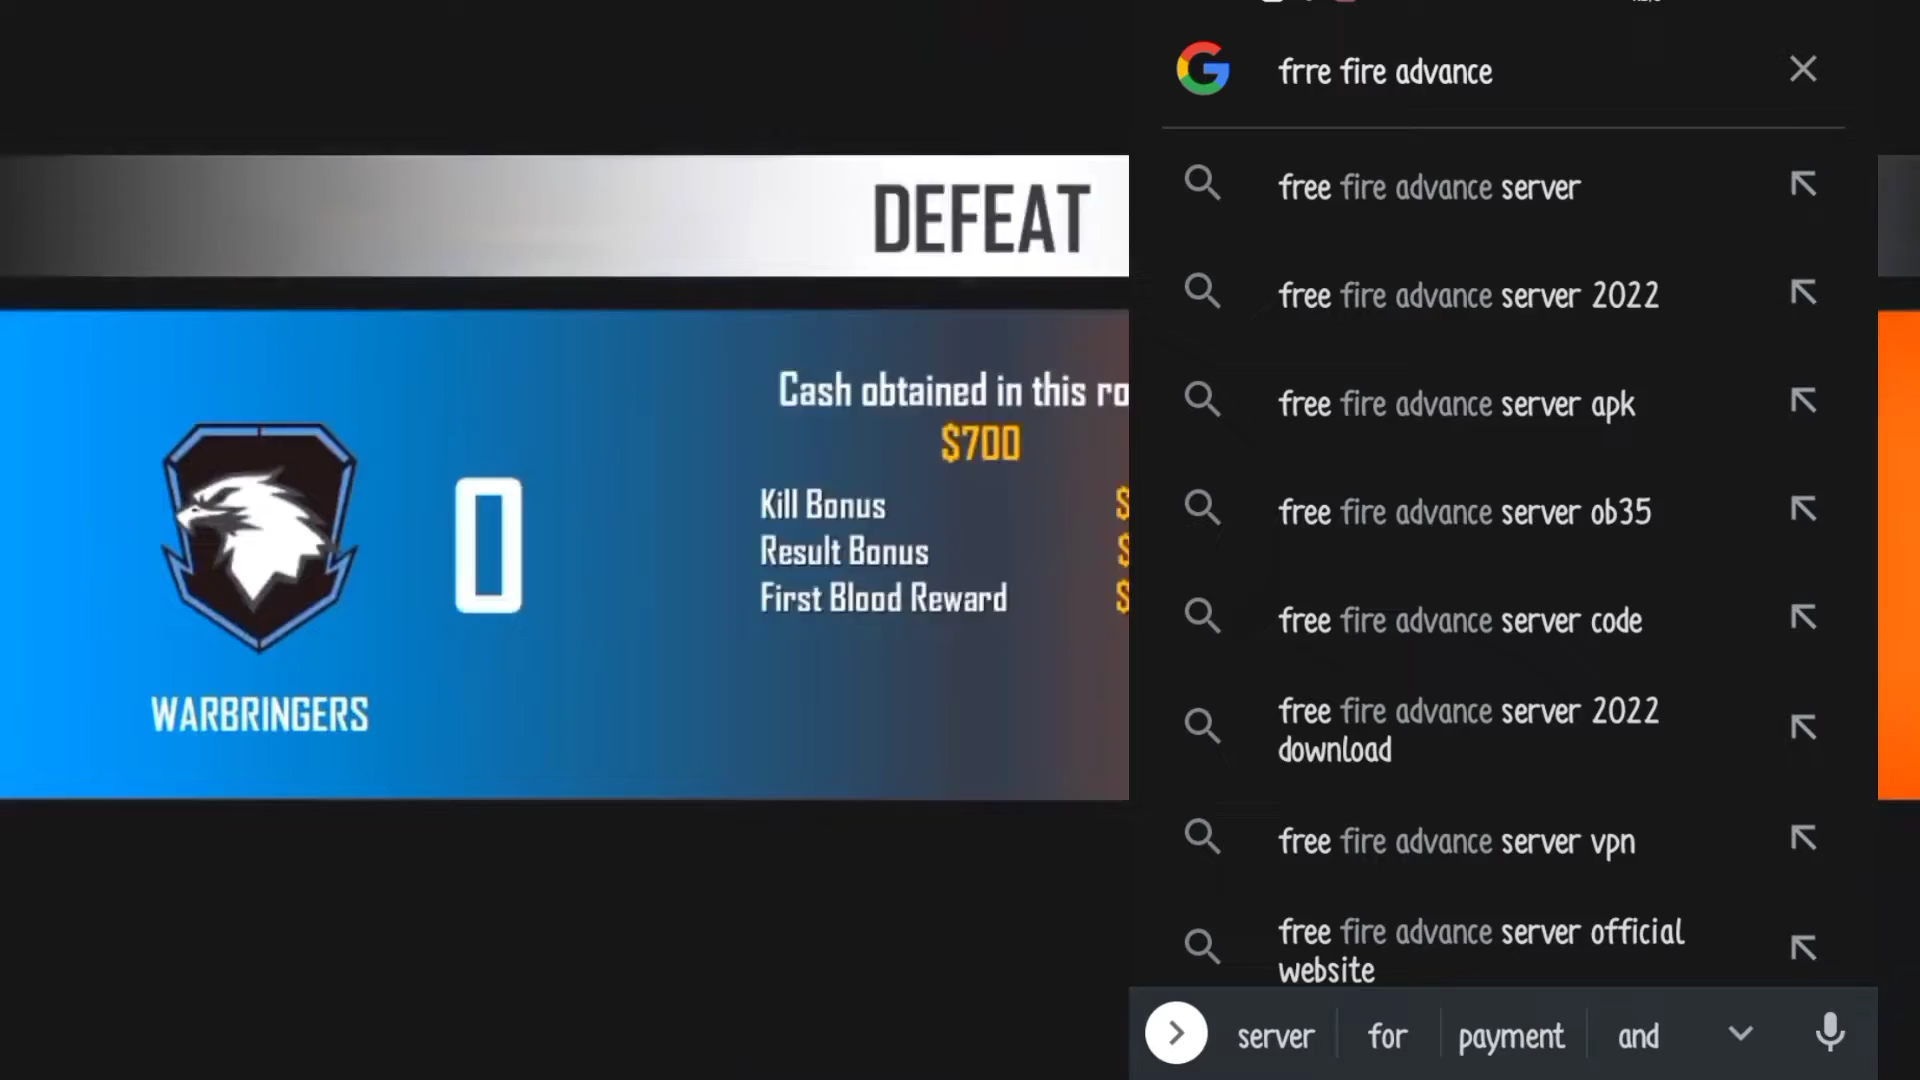 DEFEAT
Cash obtained in this ro
$700
Kill Bonus $
Result Bonus $
First Blood Reward $
0
WARBRINGERS
frre fire advance
free fire advance server
free fire advance server 2022
free fire advance server apk
free fire advance server ob35
free fire advance server code
free fire advance server 2022
download
free fire advance server vpn
free fire advance server official
website
server for payment and